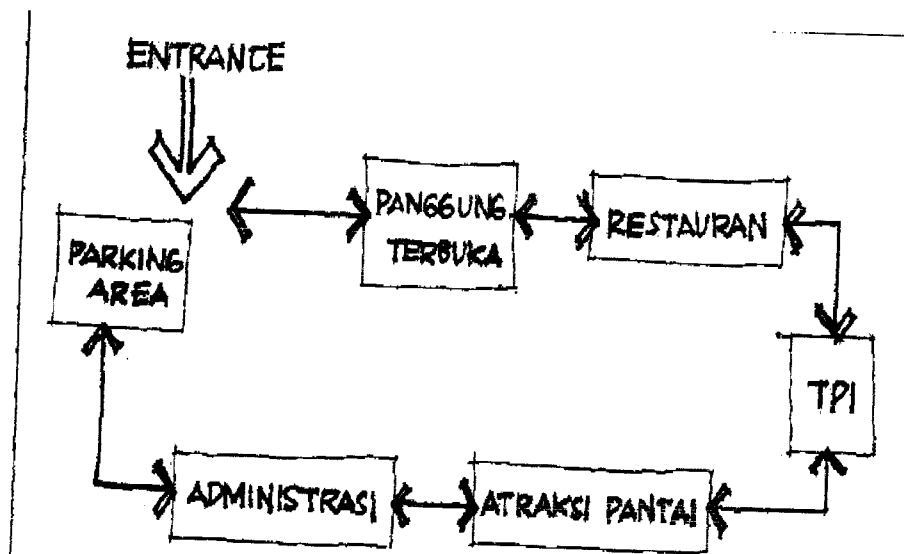 ENTRANCE
PANGGUNG
TERBUKA
RESTAURAN
PARKING
AREA
TPI
ADMINISTRASI
ATRAKSI PANTAI